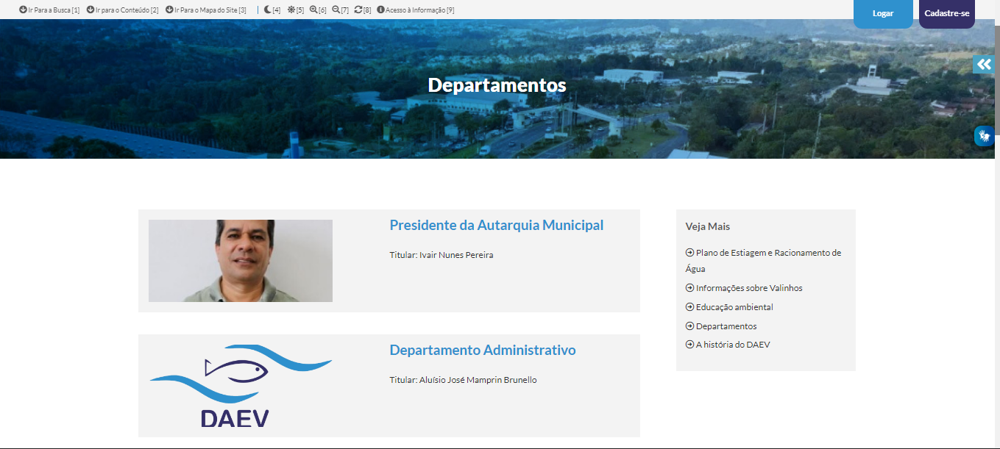 Ir Para a Busca [1] Ir para o Conteúdo [2] Ir Para o Mapa do Site [3] [4] [5] [6] [7] [8] Acesso à Informação [9]
Logar
Cadastre-se
Departamentos
Presidente da Autarquia Municipal
Titular: Ivair Nunes Pereira
Departamento Administrativo
Titular: Aluísio José Mamprin Brunello
DAEV
Veja Mais
Plano de Estiagem e Racionamento de
Água
Informações sobre Valinhos
Educação ambiental
Departamentos
A história do DAEV